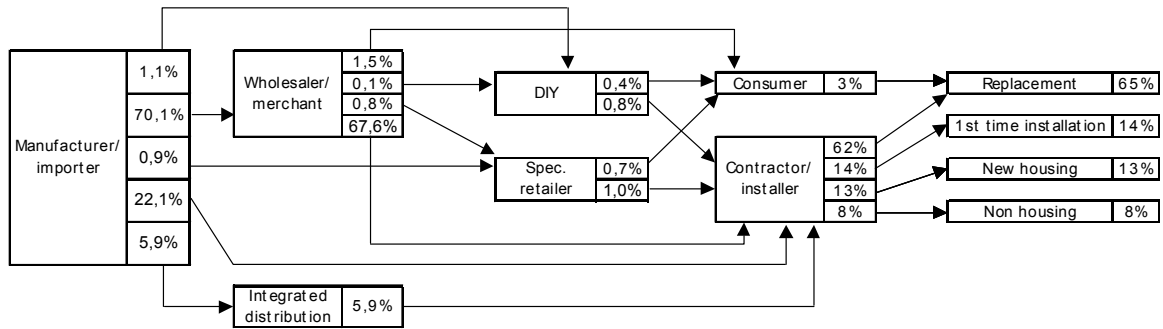 Manufacturer/
importer
1,1%
70,1%
0,9%
22,1%
5,9%
Wholesaler/
merchant
1,5%
0,1%
0,8%
67,6%
Integrated
distribution
5,9%
DIY
0,4%
0,8%
Spec.
retailer
0,7%
1,0%
Consumer
3%
Contractor/
installer
62%
14%
13%
8%
Replacement
65%
1st time installation
14%
New housing
13%
Non housing
8%